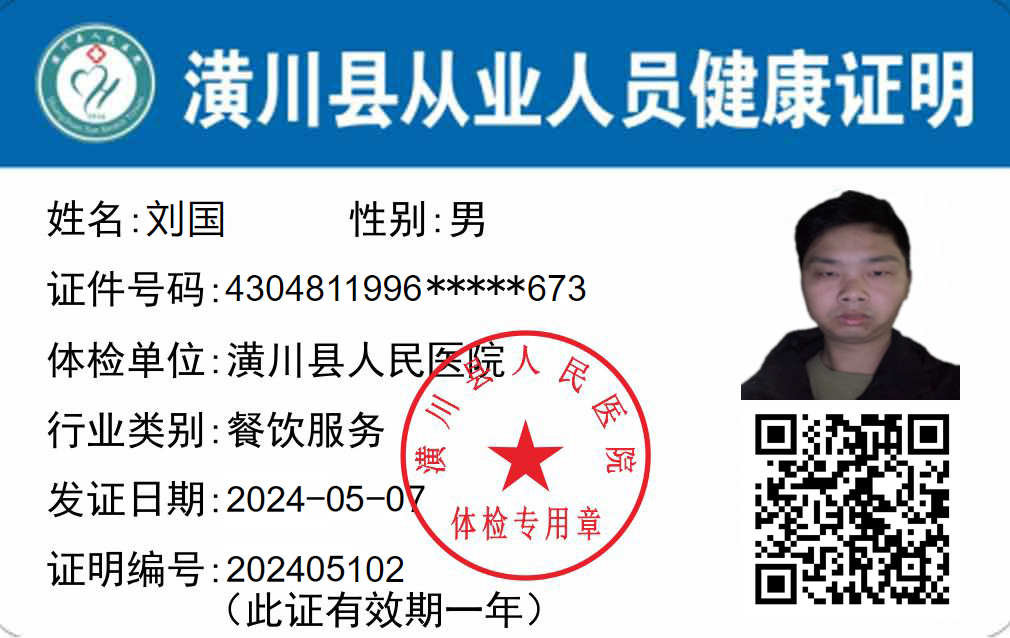 潢川县从业人员健康证明
姓名:刘国 性别:男
证件号码:4304811996*****673
体检单位:潢川县人民医院
行业类别:餐饮服务
发证日期:2024-05-07
证明编号:202405102
（此证有效期一年）
潢川县人民医院
体检专用章